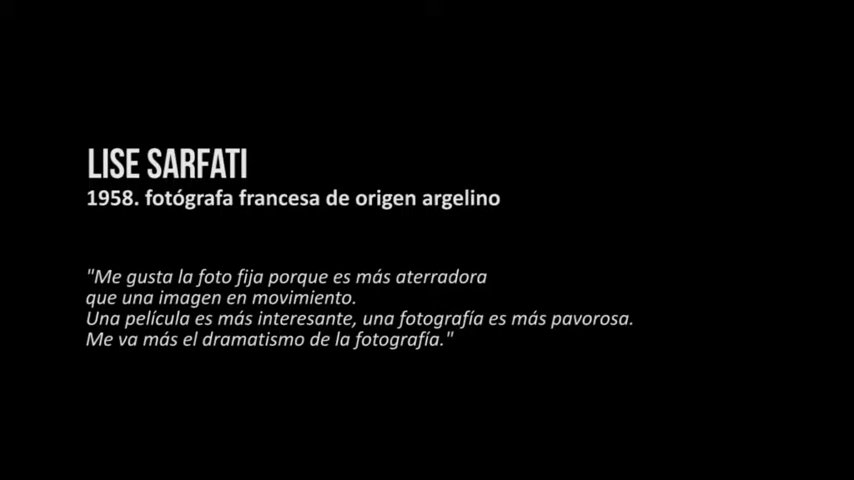 LISE SARFATI
1958. fotógrafa francesa de origen argelino
"Me gusta la foto fija porque es más aterradora
que una imagen en movimiento.
Una película es más interesante, una fotografía es más pavorosa.
Me va más el dramatismo de la fotografía."